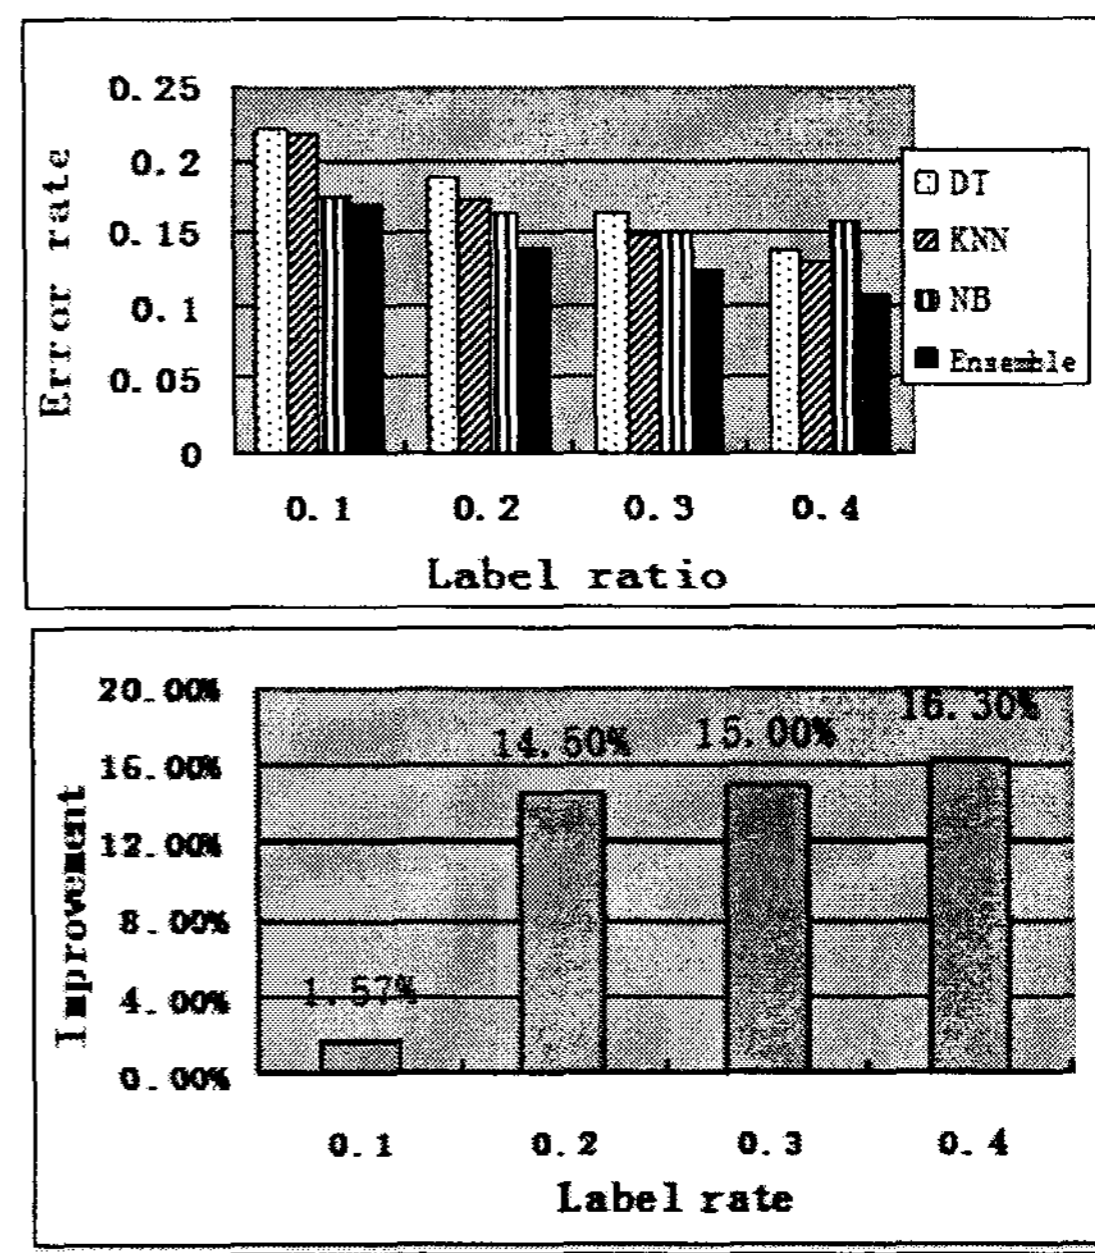 0.25
0.2
0.15
0.1
0.05
0
Error rate
DT
KNN
NB
Ensemble
0.1 0.2 0.3 0.4
Label ratio
20.00%
16.00%
12.00%
8.00%
4.00%
0.00%
Improvement
1.57% 14.50% 15.00% 16.30%
0.1 0.2 0.3 0.4
Label rate